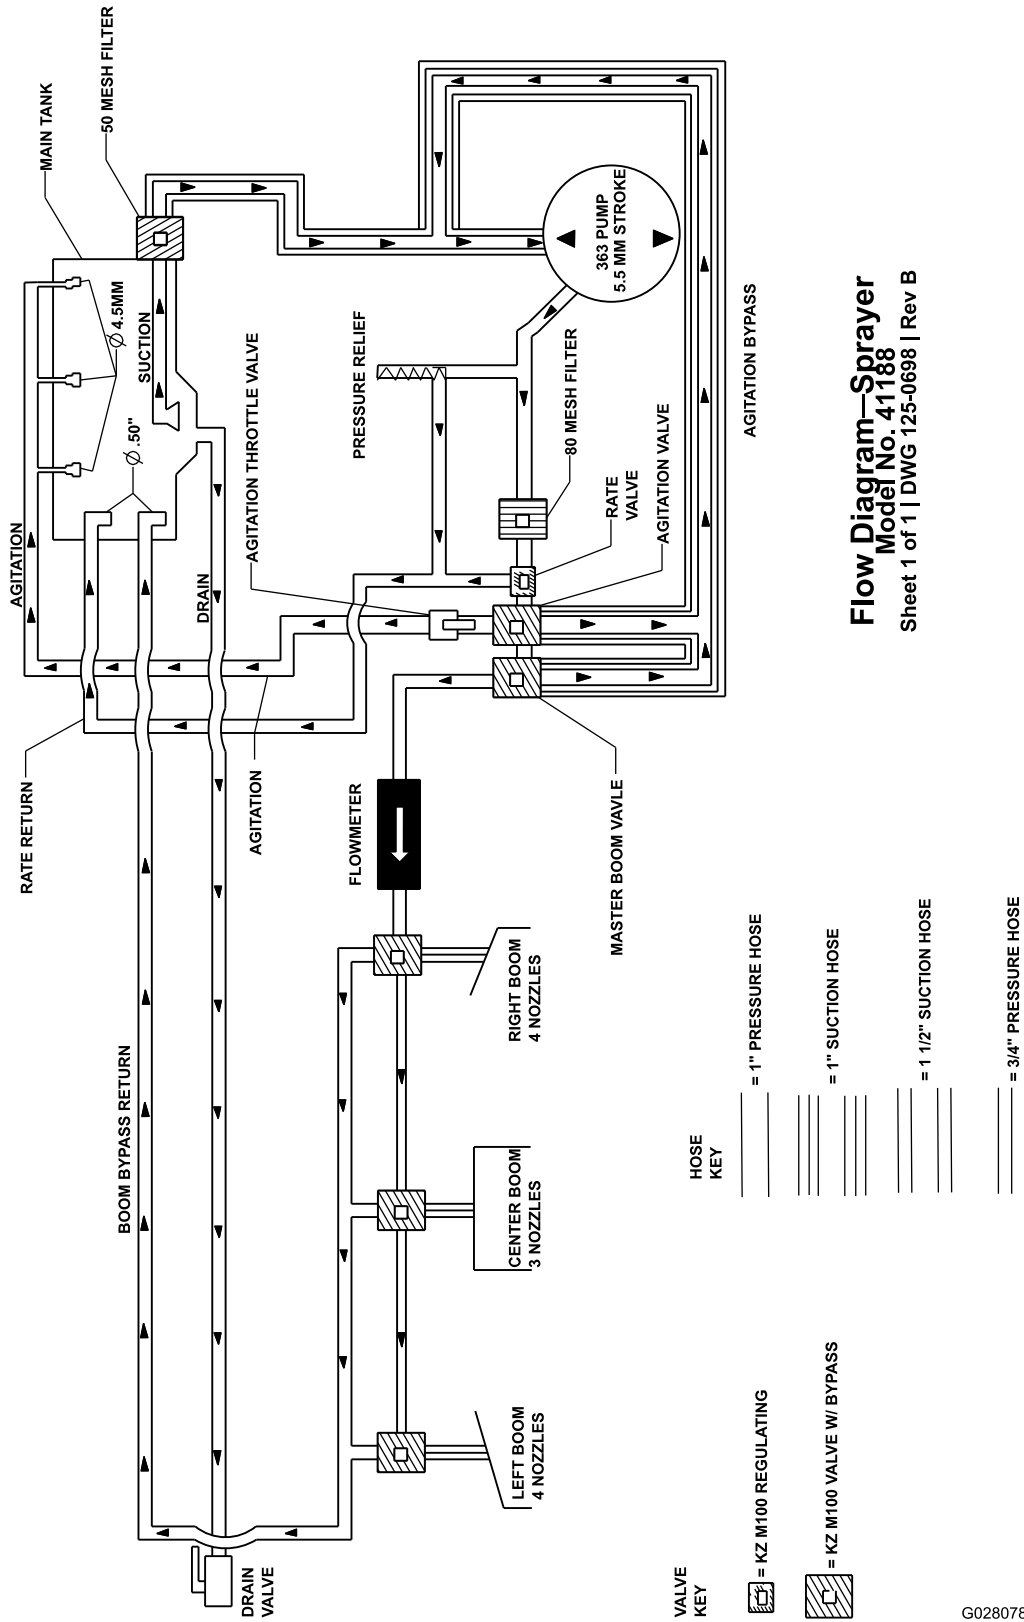 MAIN TANK
50 MESH FILTER
AGITATION
4.5MM
SUCTION
.50"
DRAIN
RATE RETURN
AGITATION
AGITATION THROTTLE VALVE
PRESSURE RELIEF
363 PUMP
5.5 MM STROKE
80 MESH FILTER
RATE
VALVE
AGITATION VALVE
AGITATION BYPASS
FLOWMETER
MASTER BOOM VAVLE
BOOM BYPASS RETURN
RIGHT BOOM
4 NOZZLES
CENTER BOOM
3 NOZZLES
LEFT BOOM
4 NOZZLES
DRAIN
VALVE
VALVE
KEY
= KZ M100 REGULATING
= KZ M100 VALVE W/ BYPASS
HOSE
KEY
= 1" PRESSURE HOSE
= 1" SUCTION HOSE
= 1 1/2" SUCTION HOSE
= 3/4" PRESSURE HOSE
Flow Diagram—Sprayer
Model No. 41188
Sheet 1 of 1 | DWG 125-0698 | Rev B
G028078